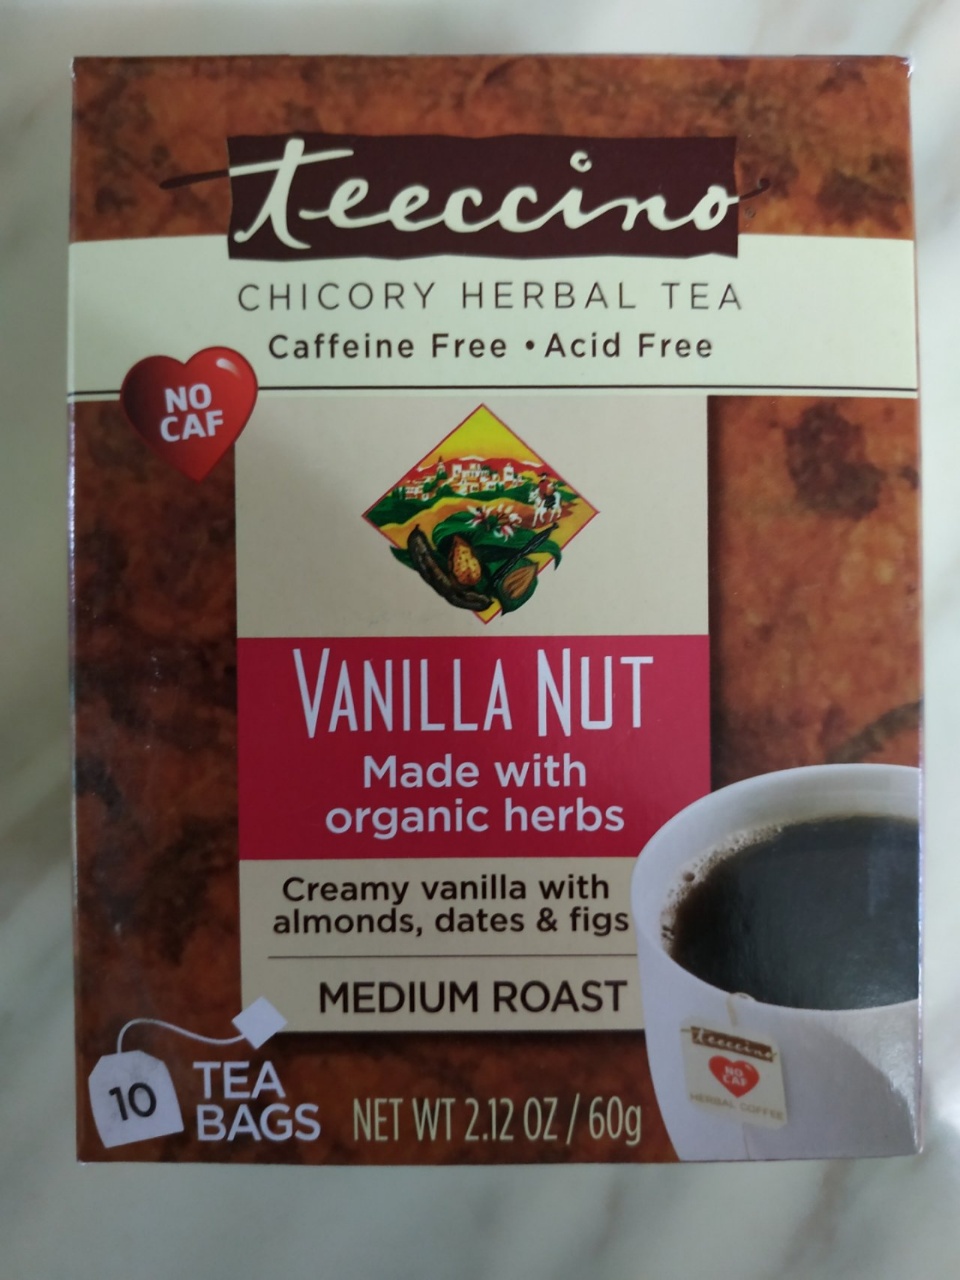 teeccino
CHICORY HERBAL TEA
Caffeine Free • Acid Free
NO
CAF
VANILLA NUT
Made with
organic herbs
Creamy vanilla with
almonds, dates & figs
MEDIUM ROAST
10
TEA
BAGS
NET WT 2.12 OZ / 60g
teeccino
NO
CAF
HERBAL COFFEE